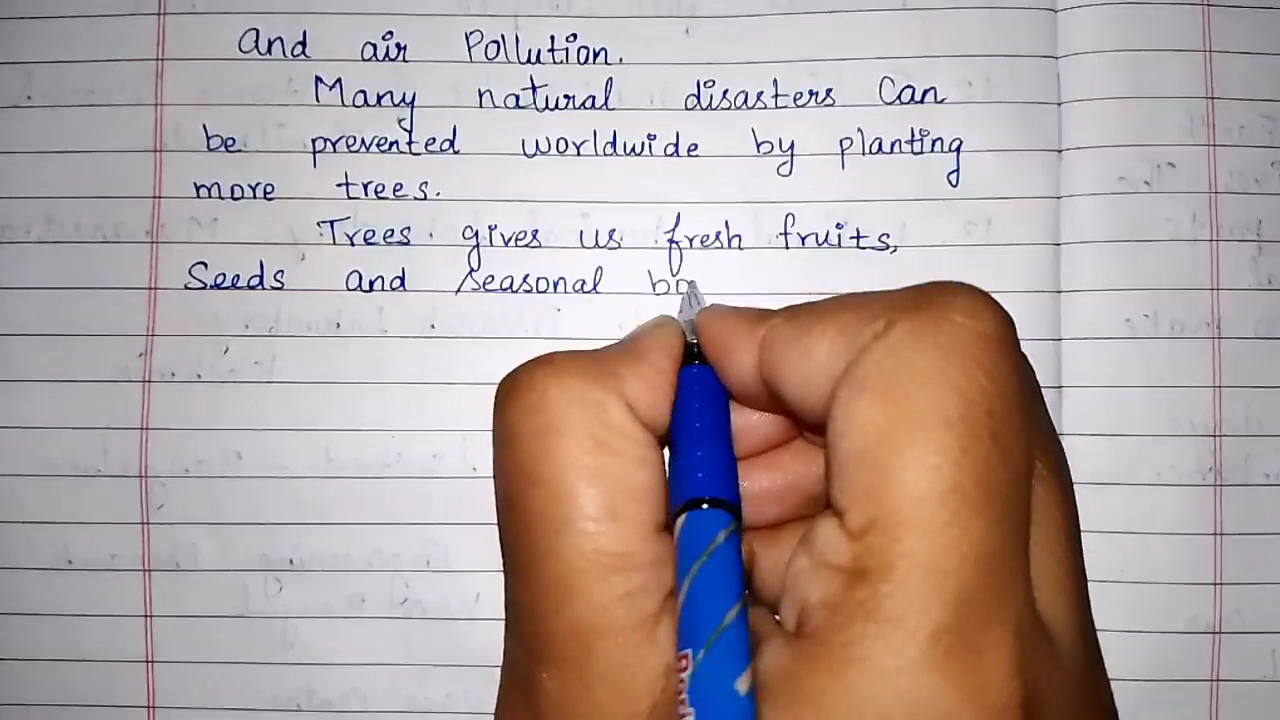 and air Pollution.
Many natural disasters Can
be prevented worldwide by planting
more trees.
Trees gives us fresh fruits,
Seeds and seasonal bo